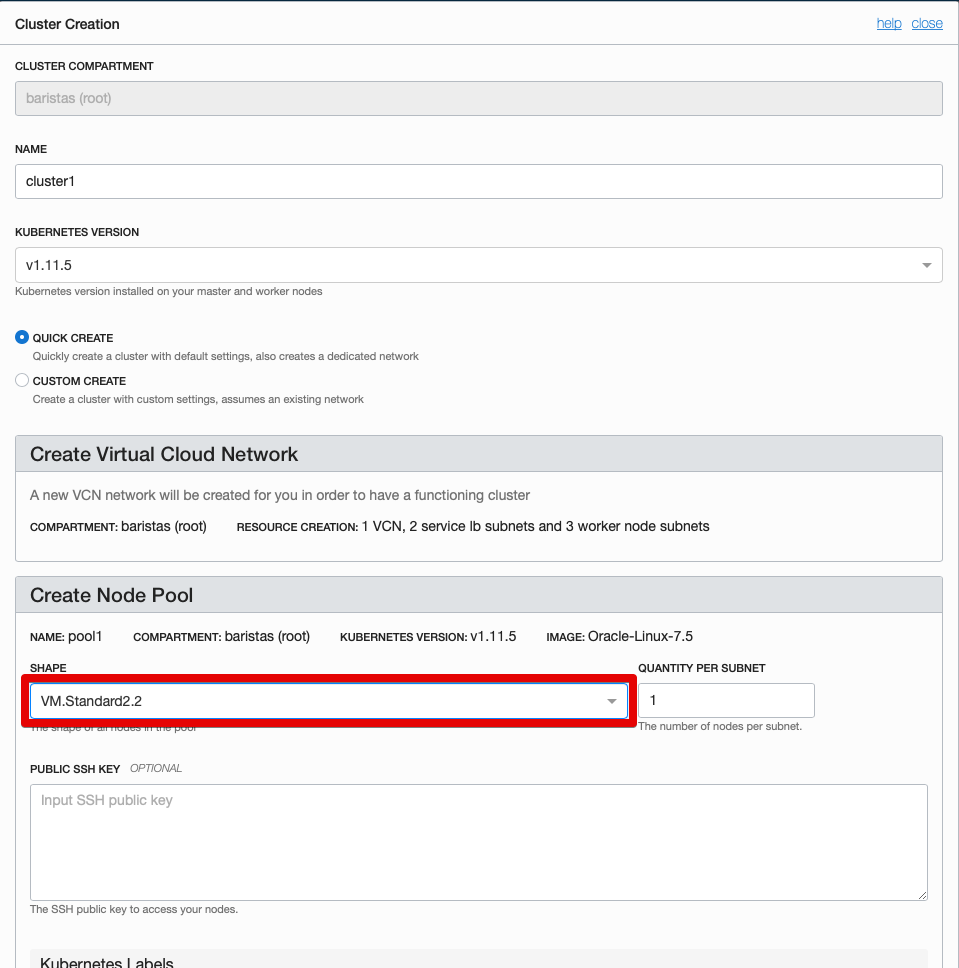 Cluster Creation help close
CLUSTER COMPARTMENT
baristas (root)
NAME
cluster1
KUBERNETES VERSION
v1.11.5
Kubernetes version installed on your master and worker nodes
QUICK CREATE
Quickly create a cluster with default settings, also creates a dedicated network
CUSTOM CREATE
Create a cluster with custom settings, assumes an existing network
Create Virtual Cloud Network
A new VCN network will be created for you in order to have a functioning cluster
COMPARTMENT: baristas (root) RESOURCE CREATION: 1 VCN, 2 service lb subnets and 3 worker node subnets
Create Node Pool
NAME: pool1 COMPARTMENT: baristas (root) KUBERNETES VERSION: v1.11.5 IMAGE: Oracle-Linux-7.5
SHAPE QUANTITY PER SUBNET
VM.Standard2.2 1
The shape of all nodes in the pool The number of nodes per subnet.
PUBLIC SSH KEY OPTIONAL
Input SSH public key
The SSH public key to access your nodes.
Kubernetes Labels